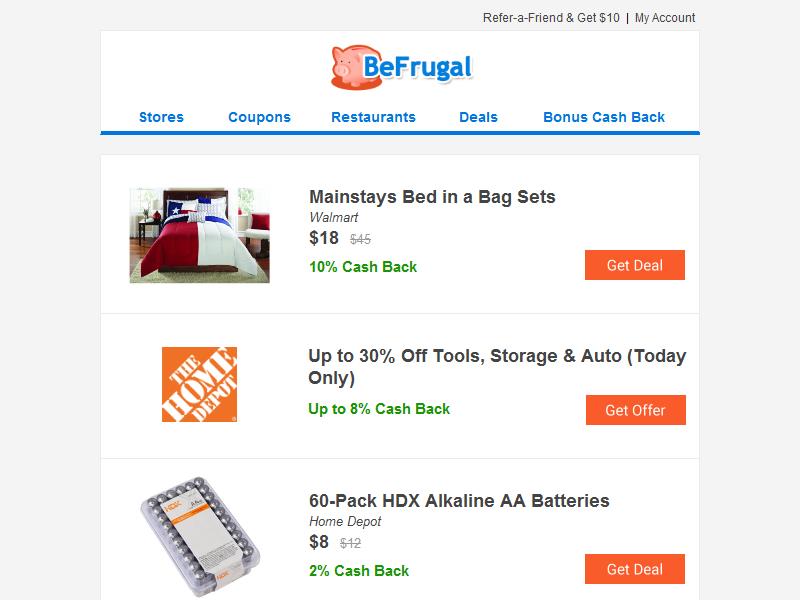 Refer-a-Friend & Get $10 | My Account
BeFrugal
Stores Coupons Restaurants Deals Bonus Cash Back
Mainstays Bed in a Bag Sets
Walmart
$18 $45
10% Cash Back
Get Deal
THE
HOME
DEPOT
Up to 30% Off Tools, Storage & Auto (Today
Only)
Up to 8% Cash Back
Get Offer
HDX
HDX
60-Pack HDX Alkaline AA Batteries
Home Depot
$8 $12
2% Cash Back
Get Deal